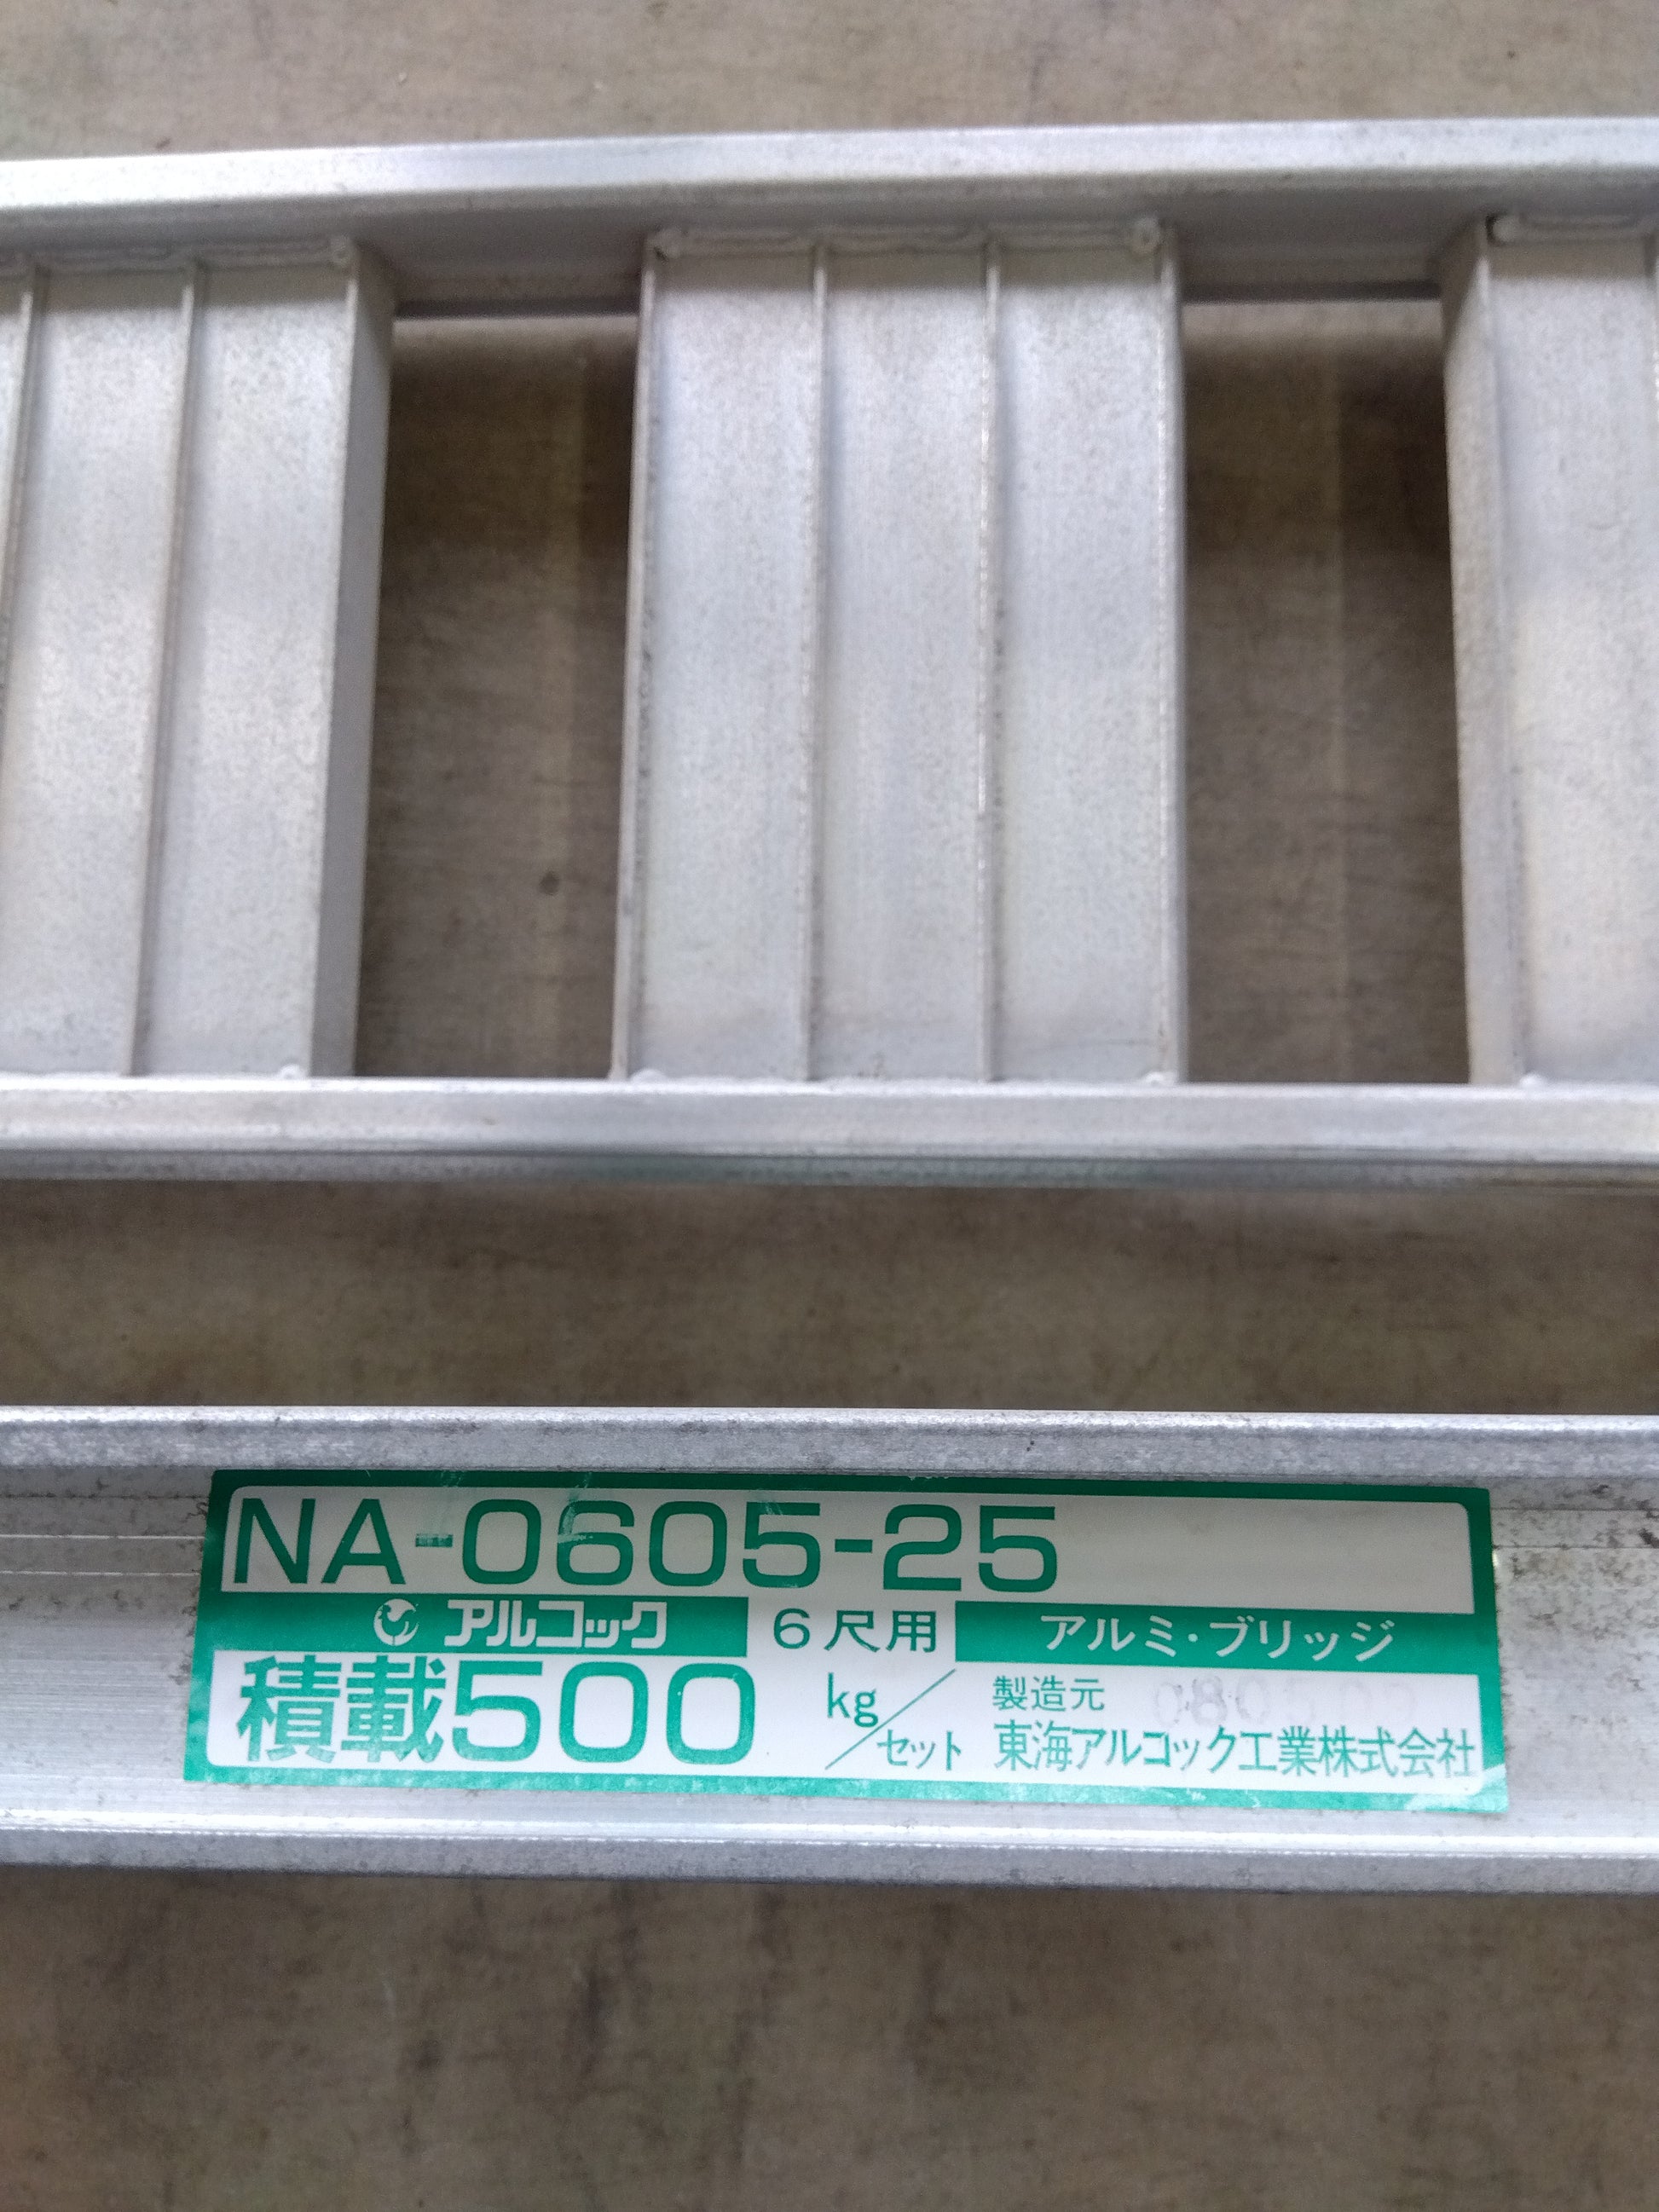 NA-0605-25
アルコック 6尺用 アルミ・ブリッジ
積載500 kg/セット
製造元
東海アルコック工業株式会社